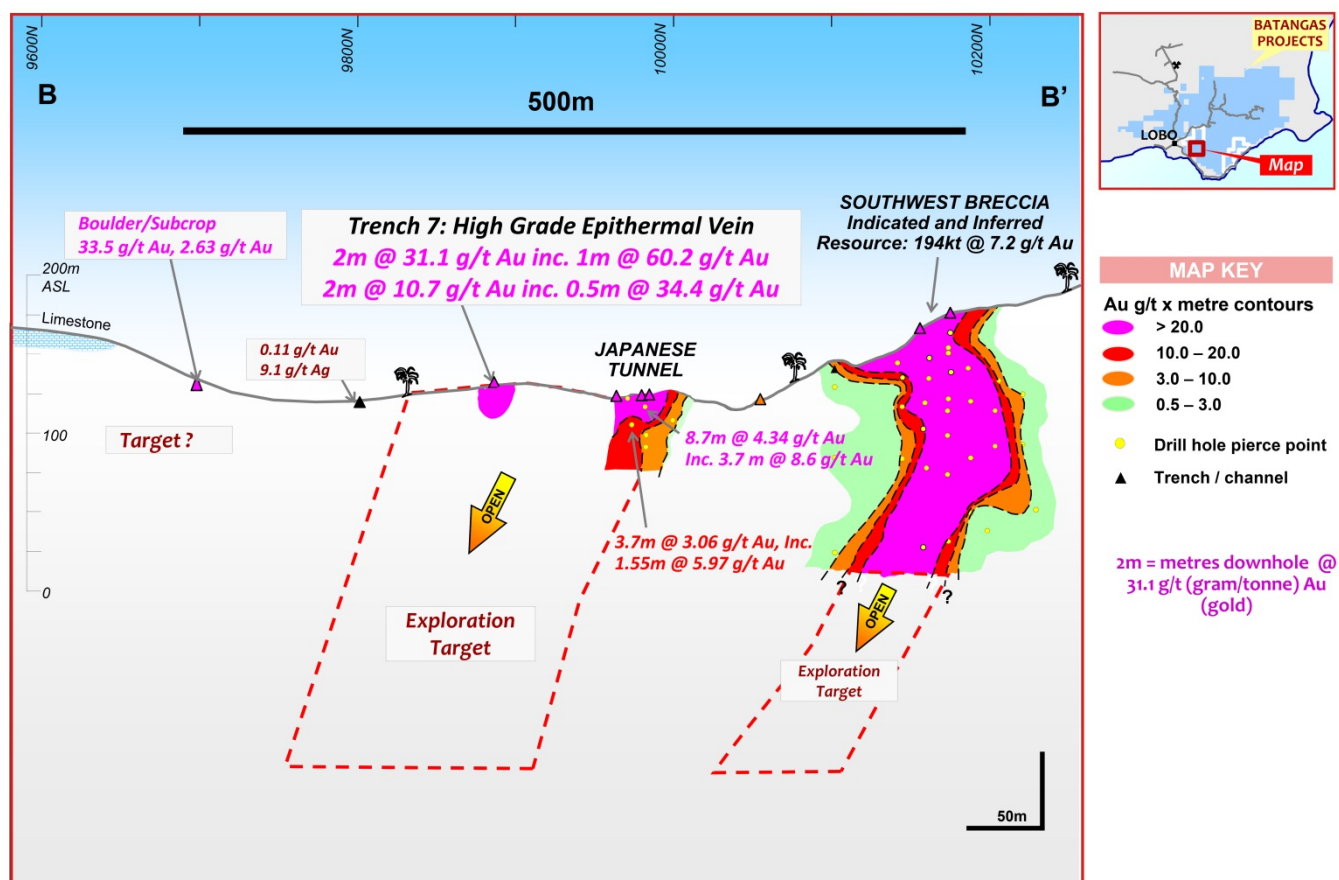 9600N
9800N
10000N
10200N
B
B’
500m
Boulder/Subcrop
33.5 g/t Au, 2.63 g/t Au
Trench 7: High Grade Epithermal Vein
2m @ 31.1 g/t Au inc. 1m @ 60.2 g/t Au
2m @ 10.7 g/t Au inc. 0.5m @ 34.4 g/t Au
SOUTHWEST BRECCIA
Indicated and Inferred
Resource: 194kt @ 7.2 g/t Au
200m
ASL
Limestone
0.11 g/t Au
9.1 g/t Ag
JAPANESE
TUNNEL
Target ?
100
8.7m @ 4.34 g/t Au
Inc. 3.7 m @ 8.6 g/t Au
OPEN
3.7m @ 3.06 g/t Au, Inc.
1.55m @ 5.97 g/t Au
0
Exploration
Target
?
?
OPEN
Exploration
Target
50m
BATANGAS
PROJECTS
LOBO
Map
MAP KEY
Au g/t x metre contours
> 20.0
10.0 – 20.0
3.0 – 10.0
0.5 – 3.0
Drill hole pierce point
Trench / channel
2m = metres downhole @
31.1 g/t (gram/tonne) Au
(gold)